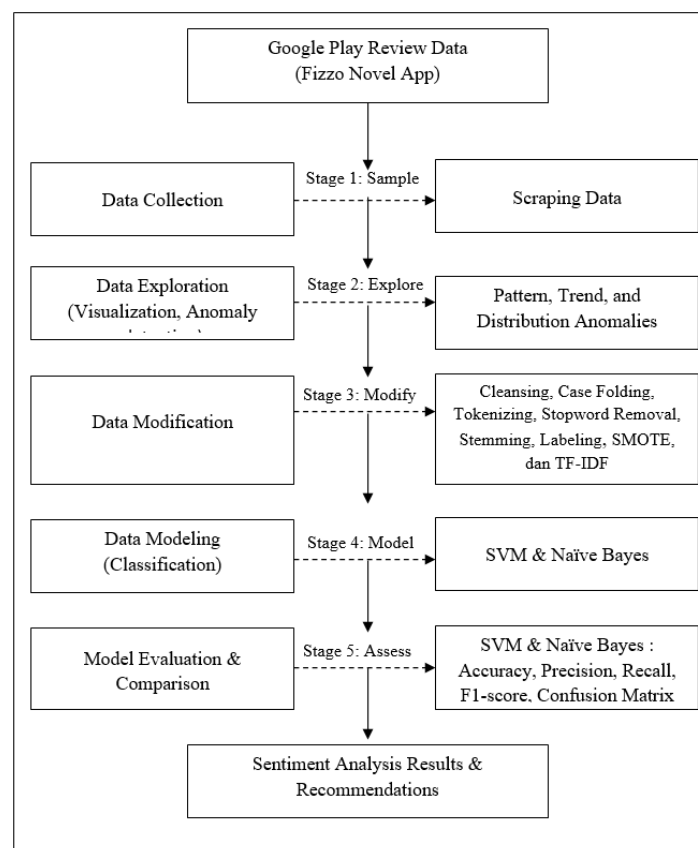 Google Play Review Data
(Fizzo Novel App)
Stage 1: Sample
Data Collection
Scraping Data
Data Exploration
(Visualization, Anomaly
Stage 2: Explore
Pattern, Trend, and
Distribution Anomalies
Data Modification
Stage 3: Modify
Cleansing, Case Folding,
Tokenizing, Stopword Removal,
Stemming, Labeling, SMOTE,
dan TF-IDF
Data Modeling
(Classification)
Stage 4: Model
SVM & Naïve Bayes
Model Evaluation &
Comparison
Stage 5: Assess
SVM & Naïve Bayes :
Accuracy, Precision, Recall,
F1-score, Confusion Matrix
Sentiment Analysis Results &
Recommendations